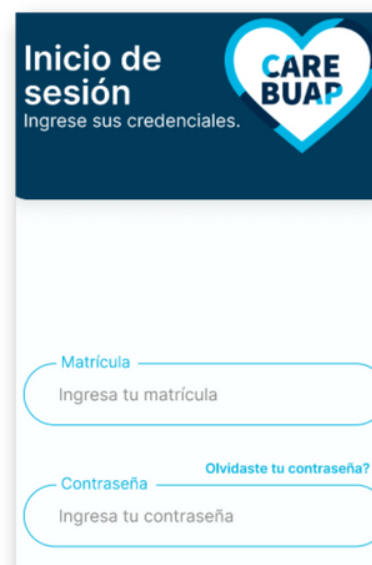 Inicio de
sesión
Ingrese sus credenciales.
CARE
BUAP
Matrícula
Ingresa tu matrícula
Olvidaste tu contraseña?
Contraseña
Ingresa tu contraseña